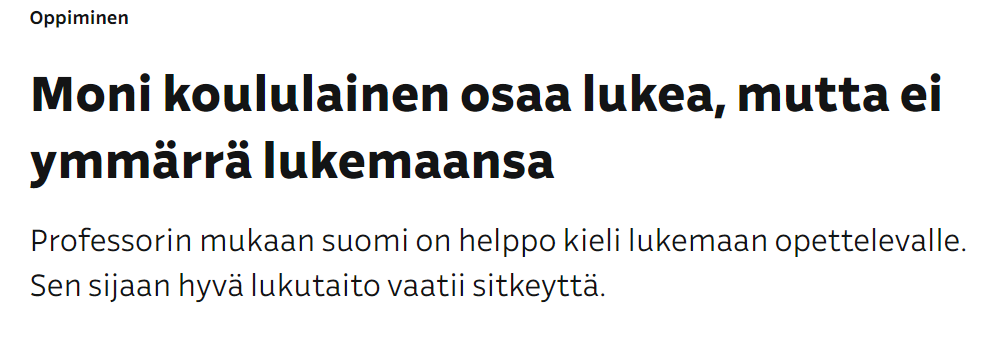 Oppiminen
Moni koululainen osaa lukea, mutta ei
ymmärrä lukemaansa
Professorin mukaan suomi on helppo kieli lukemaan opettelevalle.
Sen sijaan hyvä lukutaito vaatii sitkeyttä.